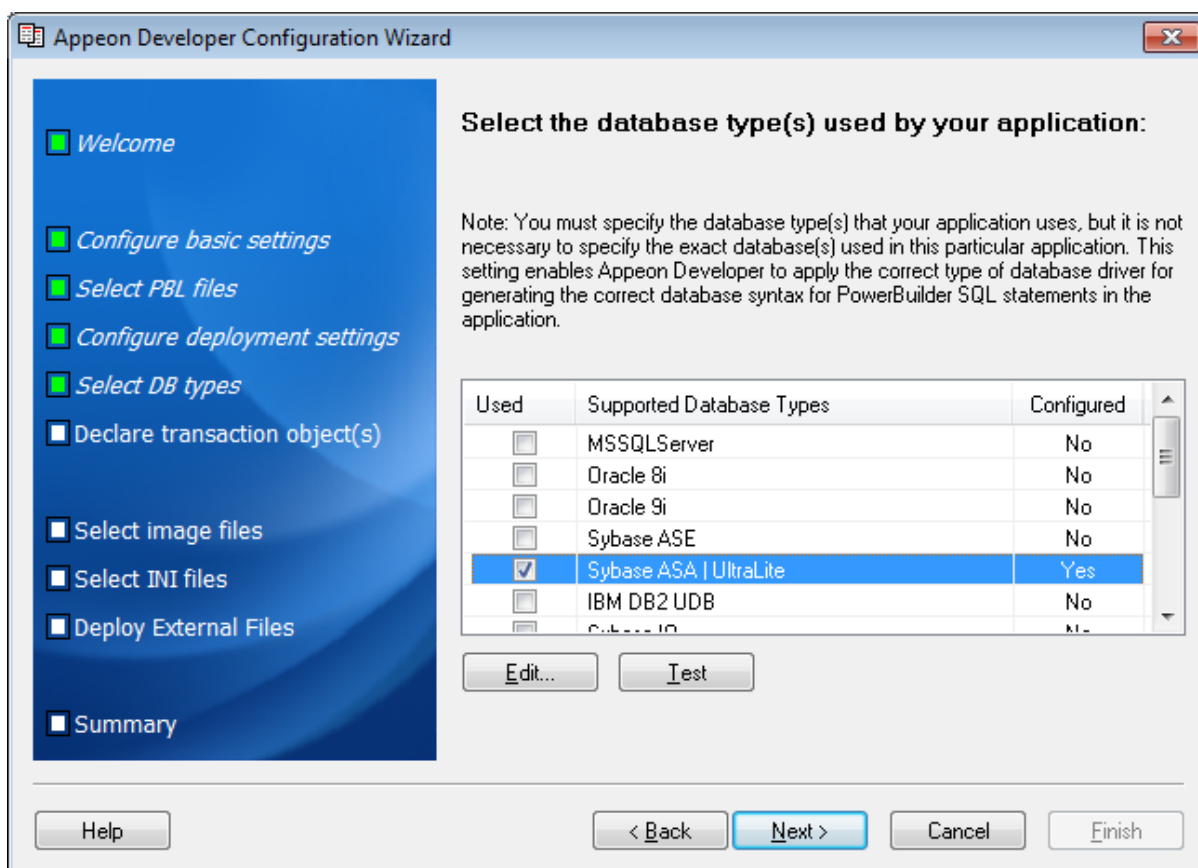 Appeon Developer Configuration Wizard
Welcome
Configure basic settings
Select PBL files
Configure deployment settings
Select DB types
Declare transaction object(s)
Select image files
Select INI files
Deploy External Files
Summary
Select the database type(s) used by your application:
Note: You must specify the database type(s) that your application uses, but it is not
necessary to specify the exact database(s) used in this particular application. This
setting enables Appeon Developer to apply the correct type of database driver for
generating the correct database syntax for PowerBuilder SQL statements in the
application.
Used Supported Database Types Configured
MSSQLServer No
Oracle 8i No
Oracle 9i No
Sybase ASE No
Sybase ASA | UltraLite Yes
IBM DB2 UDB No
Edit... Test
Help < Back Next > Cancel Finish